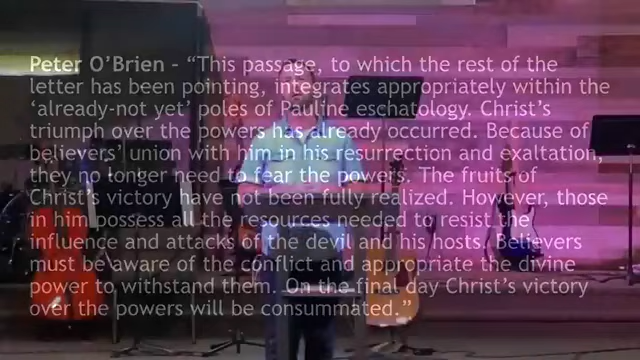 Peter O’Brien – “This passage, to which the rest of the
letter has been pointing, integrates appropriately within the
‘already-not yet’ poles of Pauline eschatology. Christ’s
triumph over the powers has already occurred. Because of
believers’ union with him in his resurrection and exaltation,
they no longer need to fear the powers. The fruits of
Christ’s victory have not been fully realized. However, those
in him possess all the resources needed to resist the
influence and attacks of the devil and his hosts. Believers
must be aware of the conflict and appropriate the divine
power to withstand them. On the final day Christ’s victory
over the powers will be consummated.”